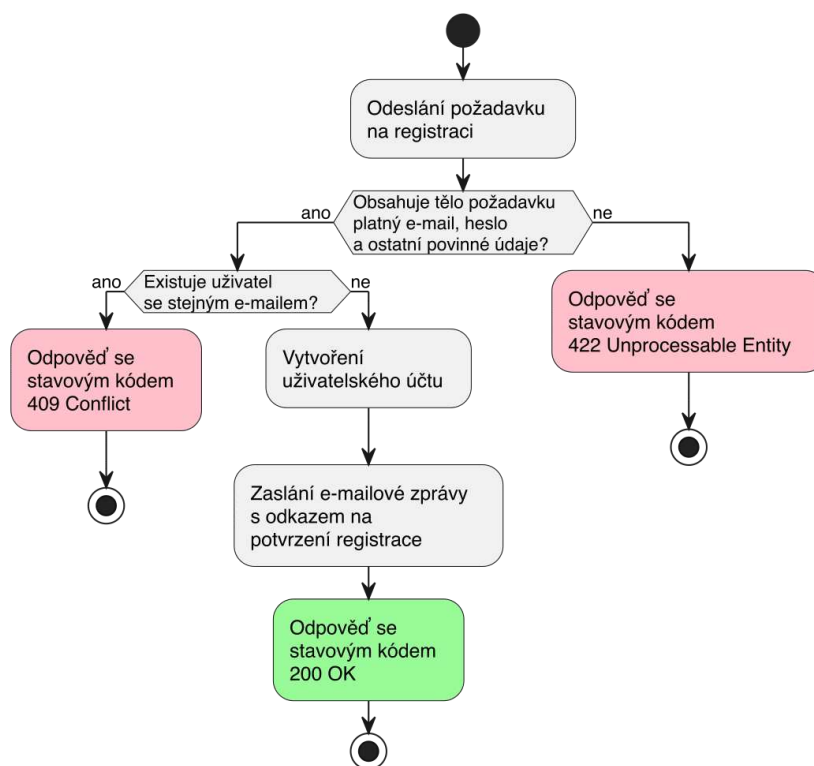 Odeslání požadavku
na registraci
ano
Obsahuje tělo požadavku
platný e-mail, heslo
a ostatní povinné údaje?
ne
ano
Existuje uživatel
se stejným e-mailem?
ne
Odpověď se
stavovým kódem
422 Unprocessable Entity
Odpověď se
stavovým kódem
409 Conflict
Vytvoření
uživatelského účtu
Zaslání e-mailové zprávy
s odkazem na
potvrzení registrace
Odpověď se
stavovým kódem
200 OK